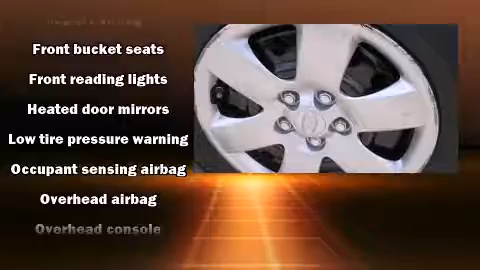 Front bucket seats
Front reading lights
Heated door mirrors
Low tire pressure warning
Occupant sensing airbag
Overhead airbag
Overhead console